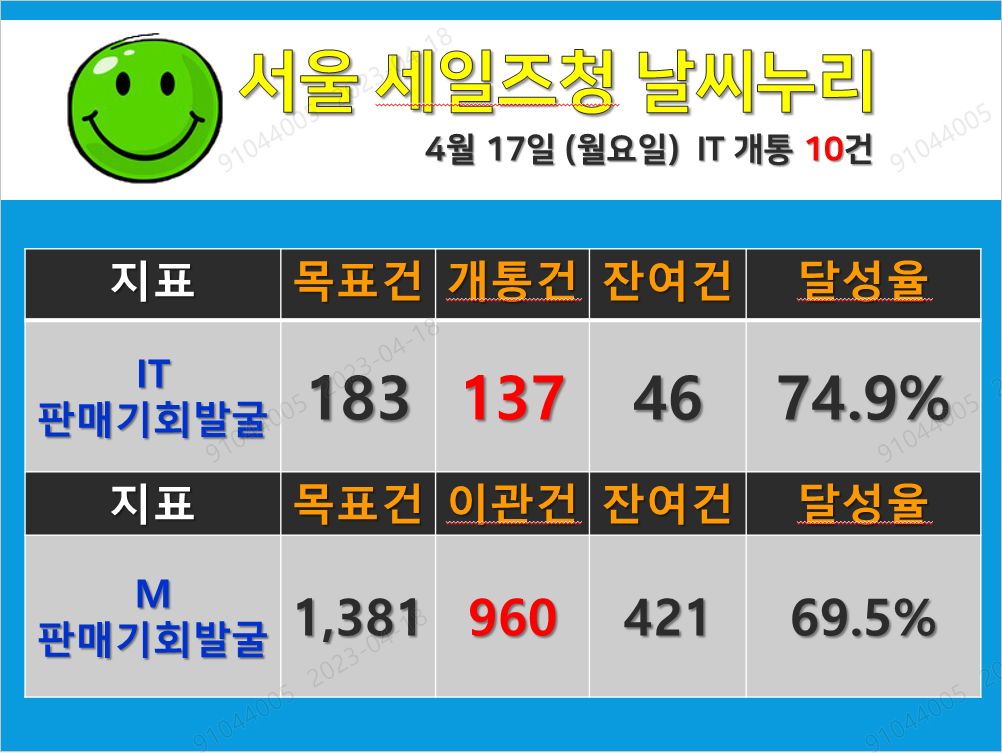 서울 세일즈청 날씨누리
4월 17일 (월요일) IT 개통 10건
지표 목표건 개통건 잔여건 달성율
IT
판매기회발굴 183 137 46 74.9%
지표 목표건 이관건 잔여건 달성율
M
판매기회발굴 1,381 960 421 69.5%
91044005 2023-04-18
91044005
91044005 2023-04-18
91044005
91044005 2023-04-18
91044005